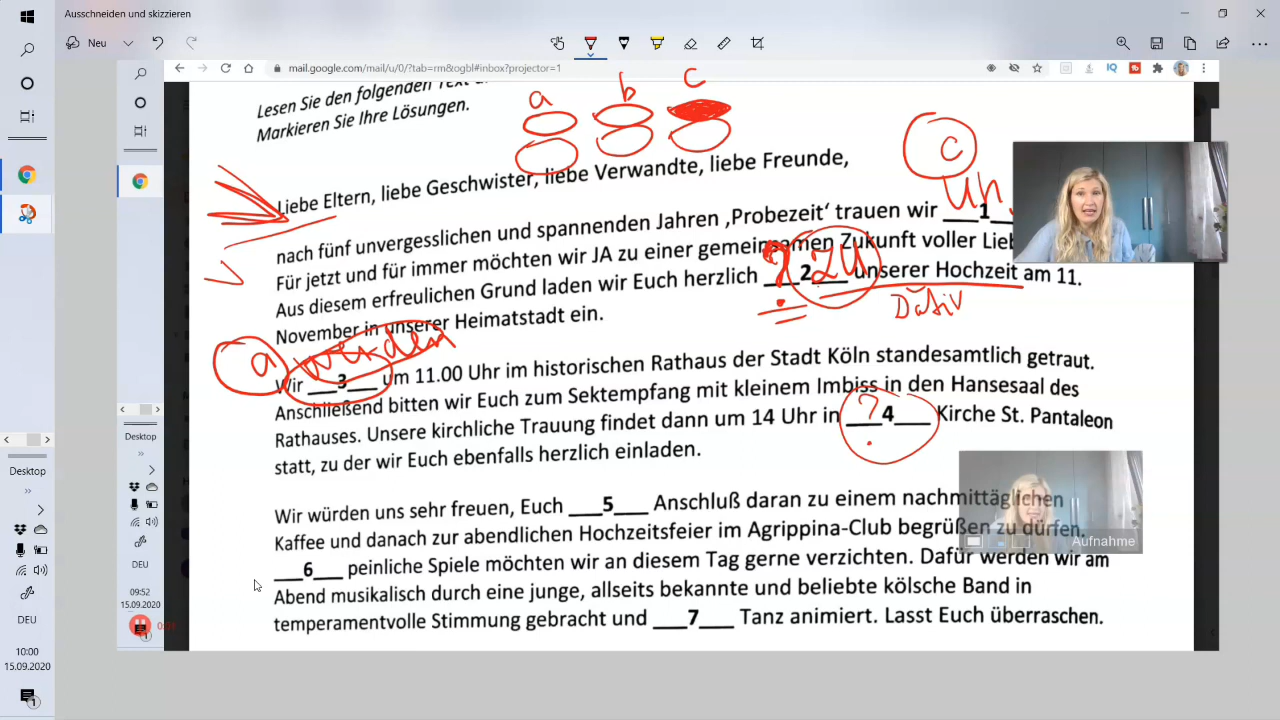 Ausschneiden und skizzieren
Neu
mail.google.com/mail/u/0/?tab=rm&ogbl#inbox?projector=1
IQ
Lesen Sie den folgenden Text
Markieren Sie Ihre Lösungen.
a b c
Liebe Eltern, liebe Geschwister, liebe Verwandte, liebe Freunde,
c
un
nach fünf unvergesslichen und spannenden Jahren ‚Probezeit‘ trauen wir ___1___
Für jetzt und für immer möchten wir JA zu einer gemeinsamen Zukunft voller
Aus diesem erfreulichen Grund laden wir Euch herzlich ___2___ unserer Hochzeit am 11.
? zu
Dativ
November in unserer Heimatstadt ein.
a werden
Wir ___3___ um 11.00 Uhr im historischen Rathaus der Stadt Köln standesamtlich getraut.
Anschließend bitten wir Euch zum Sektempfang mit kleinem Imbiss in den Hansesaal des
Rathauses. Unsere kirchliche Trauung findet dann um 14 Uhr in ___4___ Kirche St. Pantaleon
?
statt, zu der wir Euch ebenfalls herzlich einladen.
Wir würden uns sehr freuen, Euch ___5___ Anschluß daran zu einem nachmittäglichen
Kaffee und danach zur abendlichen Hochzeitsfeier im Agrippina-Club begrüßen zu dürfen.
___6___ peinliche Spiele möchten wir an diesem Tag gerne verzichten. Dafür werden wir am
Abend musikalisch durch eine junge, allseits bekannte und beliebte kölsche Band in
temperamentvolle Stimmung gebracht und ___7___ Tanz animiert. Lasst Euch überraschen.
Aufnahme
Desktop
DEU
09:52
15.09.2020
1
Desktop
DEU
10:00
15.09.2020
1